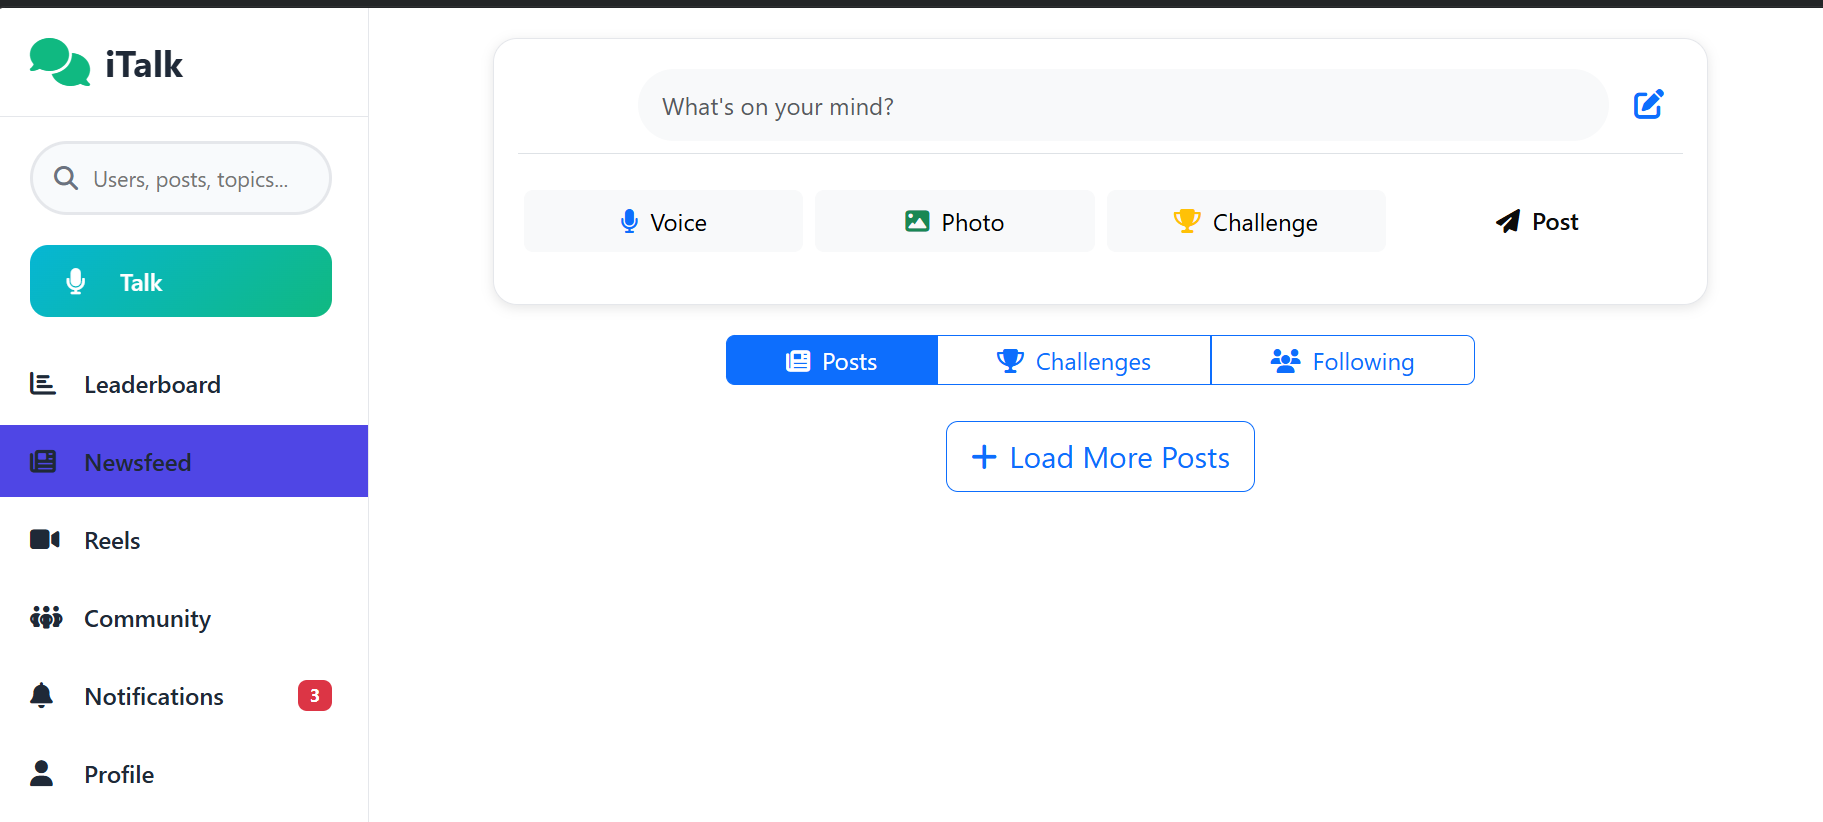 iTalk
Users, posts, topics...
Talk
Leaderboard
Newsfeed
Reels
Community
Notifications 3
Profile
What's on your mind?
Voice Photo Challenge Post
Posts Challenges Following
+ Load More Posts